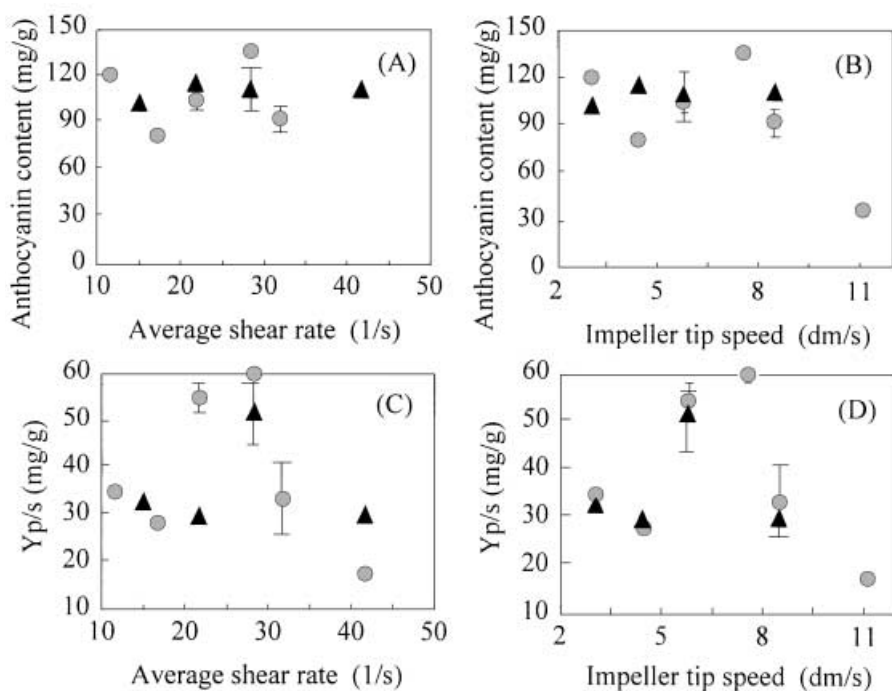 Anthocyanin content (mg/g)
150
120
90
60
30
0
(A)
10 20 30 40 50
Average shear rate (1/s)
Anthocyanin content (mg/g)
150
120
90
60
30
0
(B)
2 5 8 11
Impeller tip speed (dm/s)
Yp/s (mg/g)
60
50
40
30
20
10
(C)
10 20 30 40 50
Average shear rate (1/s)
Yp/s (mg/g)
60
50
40
30
20
10
(D)
2 5 8 11
Impeller tip speed (dm/s)